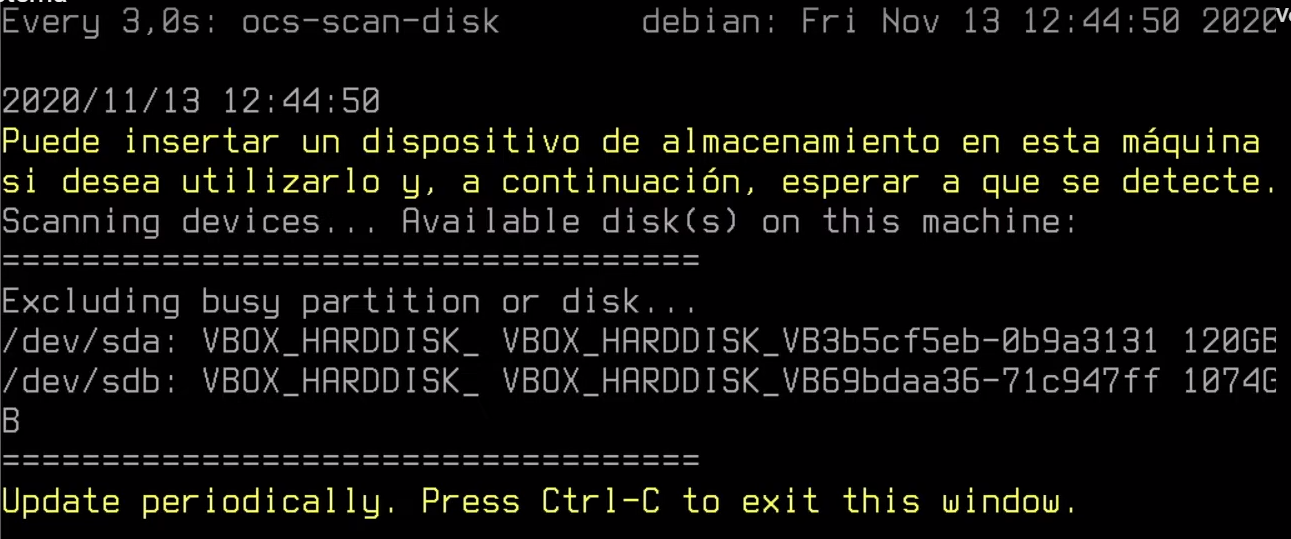 Every 3,0s: ocs-scan-disk debian: Fri Nov 13 12:44:50 2020
2020/11/13 12:44:50
Puede insertar un dispositivo de almacenamiento en esta máquina
si desea utilizarlo y, a continuación, esperar a que se detecte.
Scanning devices... Available disk(s) on this machine:
===================================
Excluding busy partition or disk...
/dev/sda: VBOX_HARDDISK_ VBOX_HARDDISK_VB3b5cf5eb-0b9a3131 120GB
/dev/sdb: VBOX_HARDDISK_ VBOX_HARDDISK_VB69bdaa36-71c947ff 1074G
B
===================================
Update periodically. Press Ctrl-C to exit this window.